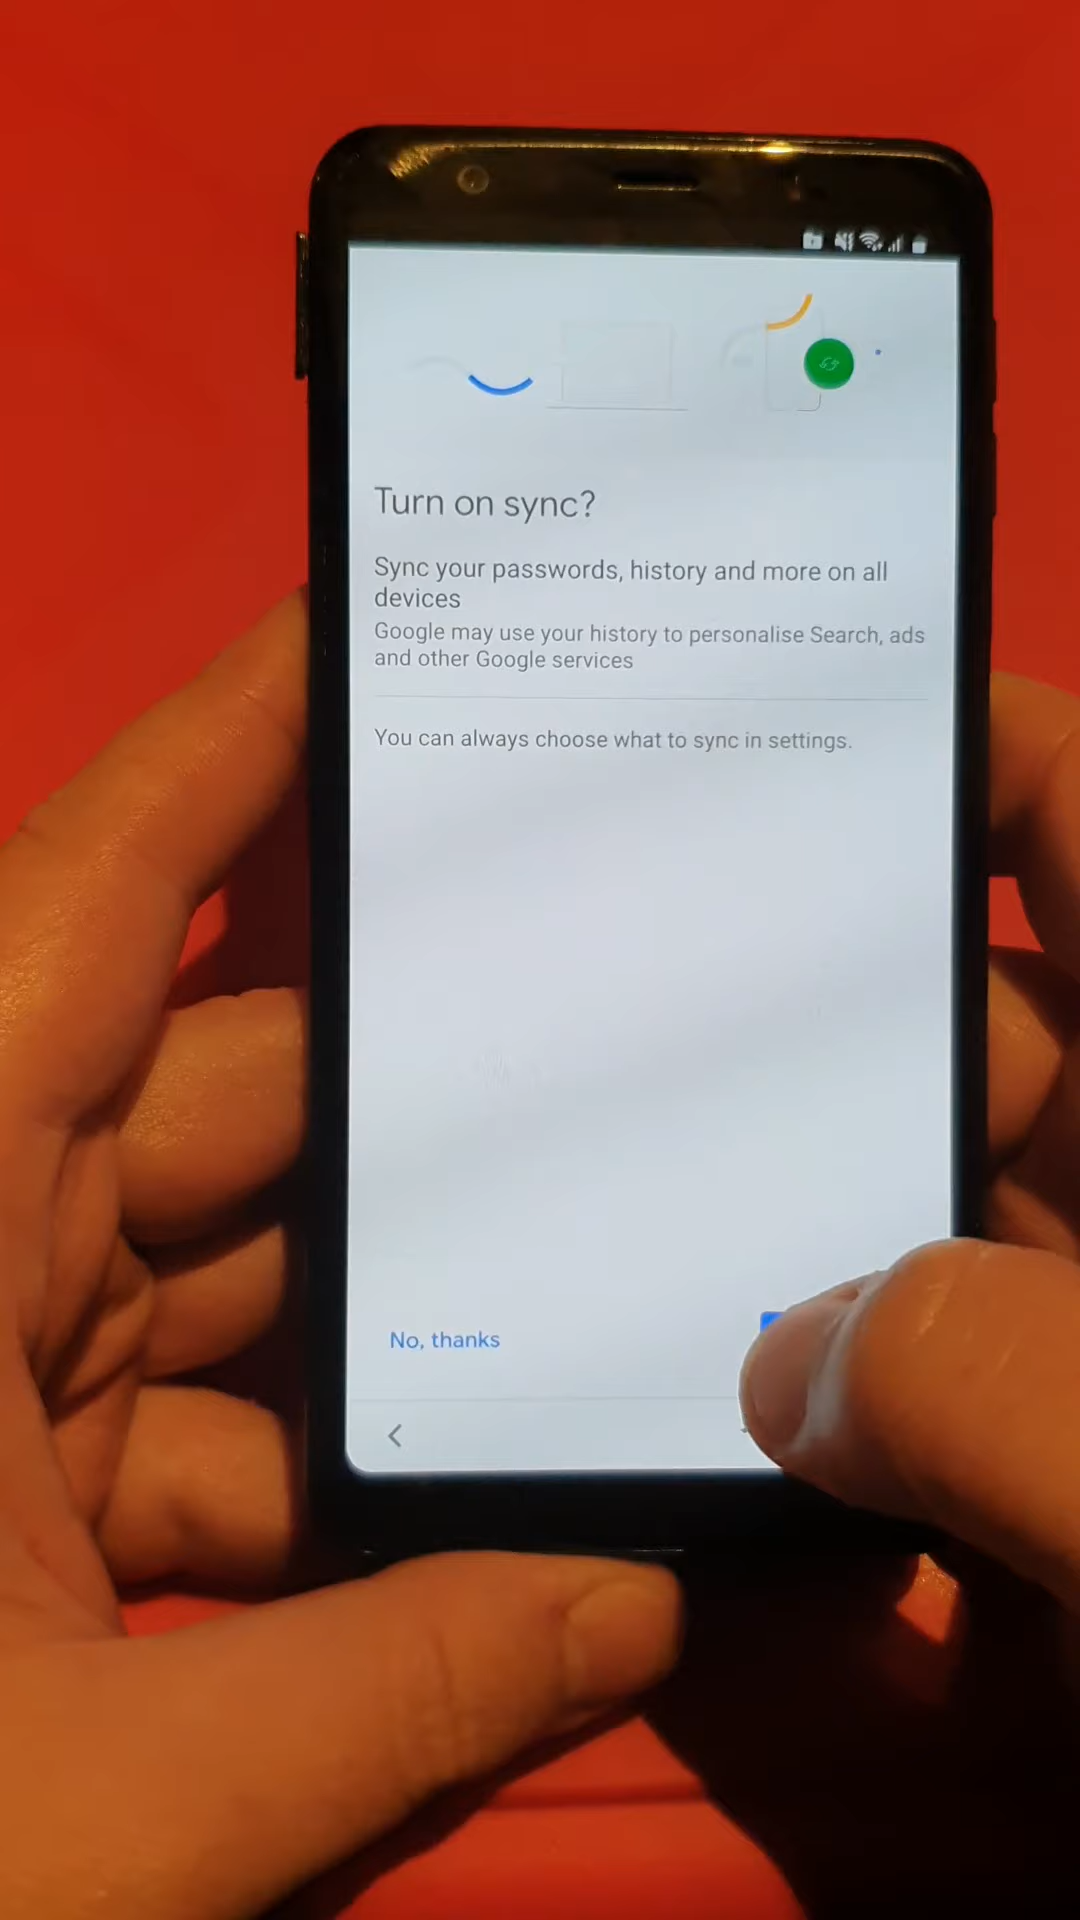 Turn on sync?
Sync your passwords, history and more on all
devices
Google may use your history to personalise Search, ads
and other Google services
You can always choose what to sync in settings.
No, thanks